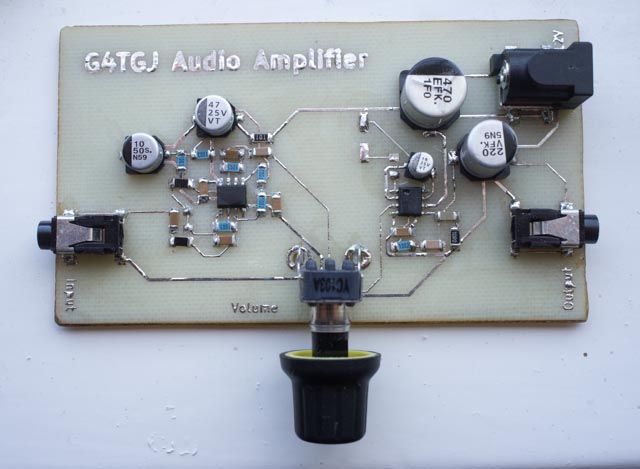 G4TGJ Audio Amplifier
12V
47
25V
VT
470
EFK.
1F0
10
50S.
N59
220
VFK.
5N9
YC103A
Input
Volume
Output